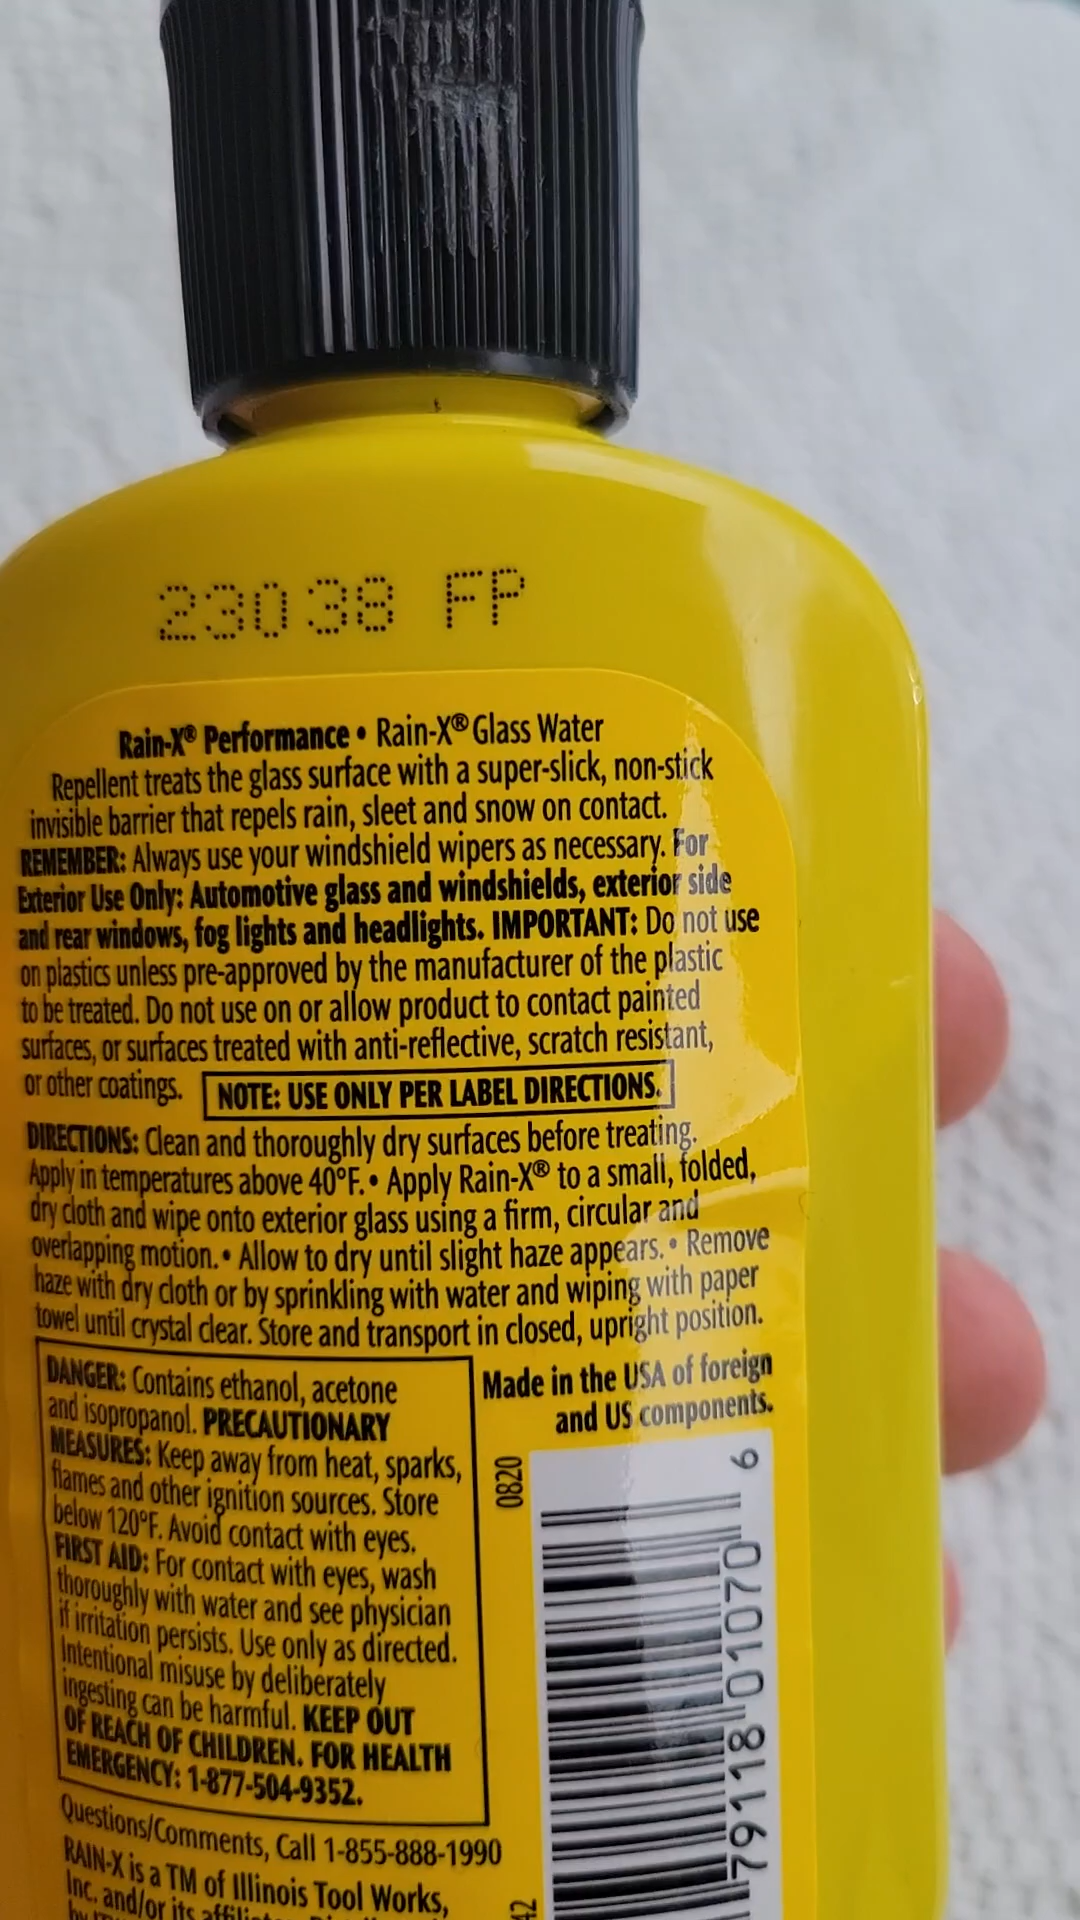 23038 FP
Rain-X® Performance • Rain-X® Glass Water
Repellent treats the glass surface with a super-slick, non-stick
invisible barrier that repels rain, sleet and snow on contact.
REMEMBER: Always use your windshield wipers as necessary. For
Exterior Use Only: Automotive glass and windshields, exterior side
and rear windows, fog lights and headlights. IMPORTANT: Do not use
on plastics unless pre-approved by the manufacturer of the plastic
to be treated. Do not use on or allow product to contact painted
surfaces, or surfaces treated with anti-reflective, scratch resistant,
or other coatings. NOTE: USE ONLY PER LABEL DIRECTIONS.
DIRECTIONS: Clean and thoroughly dry surfaces before treating.
Apply in temperatures above 40°F. • Apply Rain-X® to a small, folded,
dry cloth and wipe onto exterior glass using a firm, circular and
overlapping motion. • Allow to dry until slight haze appears. • Remove
haze with dry cloth or by sprinkling with water and wiping with paper
towel until crystal clear. Store and transport in closed, upright position.
DANGER: Contains ethanol, acetone
and isopropanol. PRECAUTIONARY
MEASURES: Keep away from heat, sparks,
flames and other ignition sources. Store
below 120°F. Avoid contact with eyes.
FIRST AID: For contact with eyes, wash
thoroughly with water and see physician
if irritation persists. Use only as directed.
Intentional misuse by deliberately
ingesting can be harmful. KEEP OUT
OF REACH OF CHILDREN. FOR HEALTH
EMERGENCY: 1-877-504-9352.
Made in the USA of foreign
and US components.
0820
79118 01070 6
Questions/Comments, Call 1-855-888-1990
RAIN-X is a TM of Illinois Tool Works,
Inc. and/or its